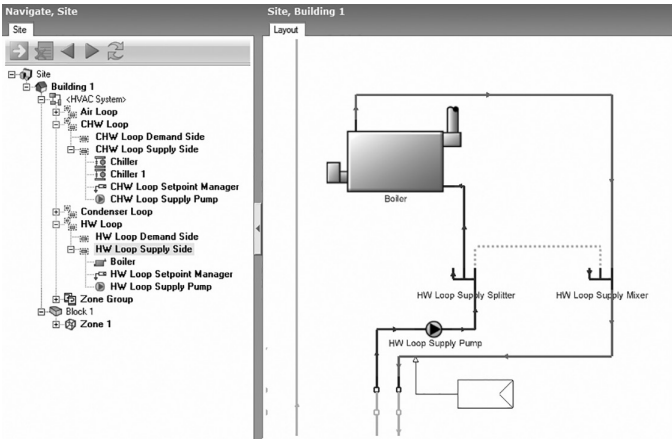 Navigate, Site
Site
Site
Building 1
<HVAC System>
Air Loop
CHW Loop
CHW Loop Demand Side
CHW Loop Supply Side
Chiller
Chiller 1
CHW Loop Setpoint Manager
CHW Loop Supply Pump
Condenser Loop
HW Loop
HW Loop Demand Side
HW Loop Supply Side
Boiler
HW Loop Setpoint Manager
HW Loop Supply Pump
Zone Group
Block 1
Zone 1
Site, Building 1
Layout
Boiler
HW Loop Supply Splitter
HW Loop Supply Mixer
HW Loop Supply Pump